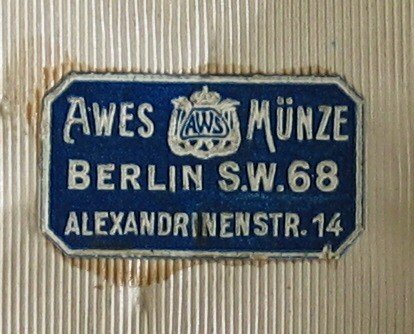 AWES AWS MÜNZE
BERLIN S.W.68
ALEXANDRINENSTR. 14